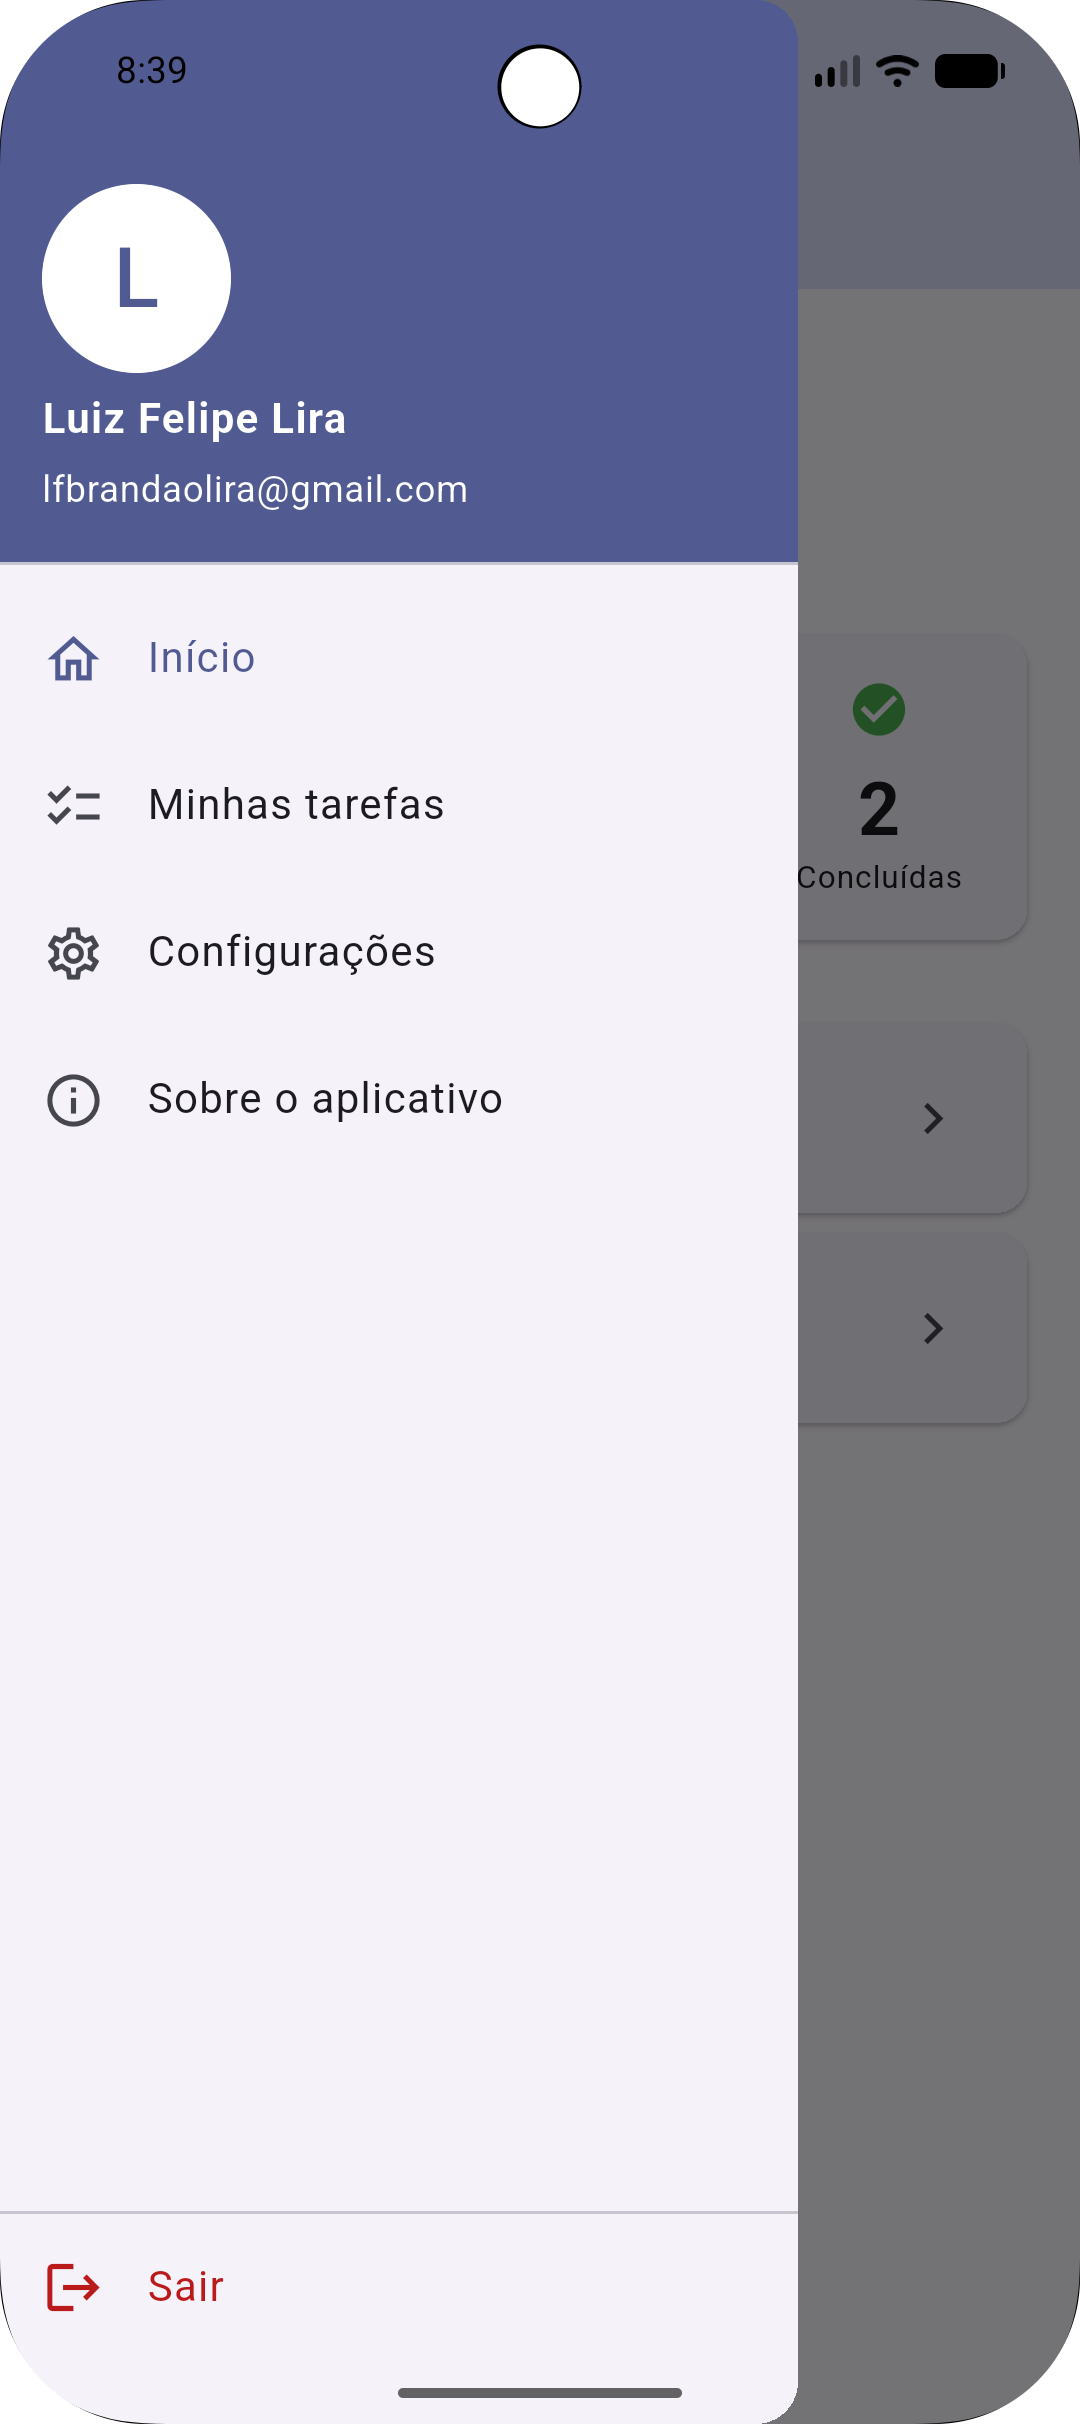 8:39
L
Luiz Felipe Lira
lfbrandaolira@gmail.com
Início
Minhas tarefas
Configurações
Sobre o aplicativo
2
Concluídas
Sair